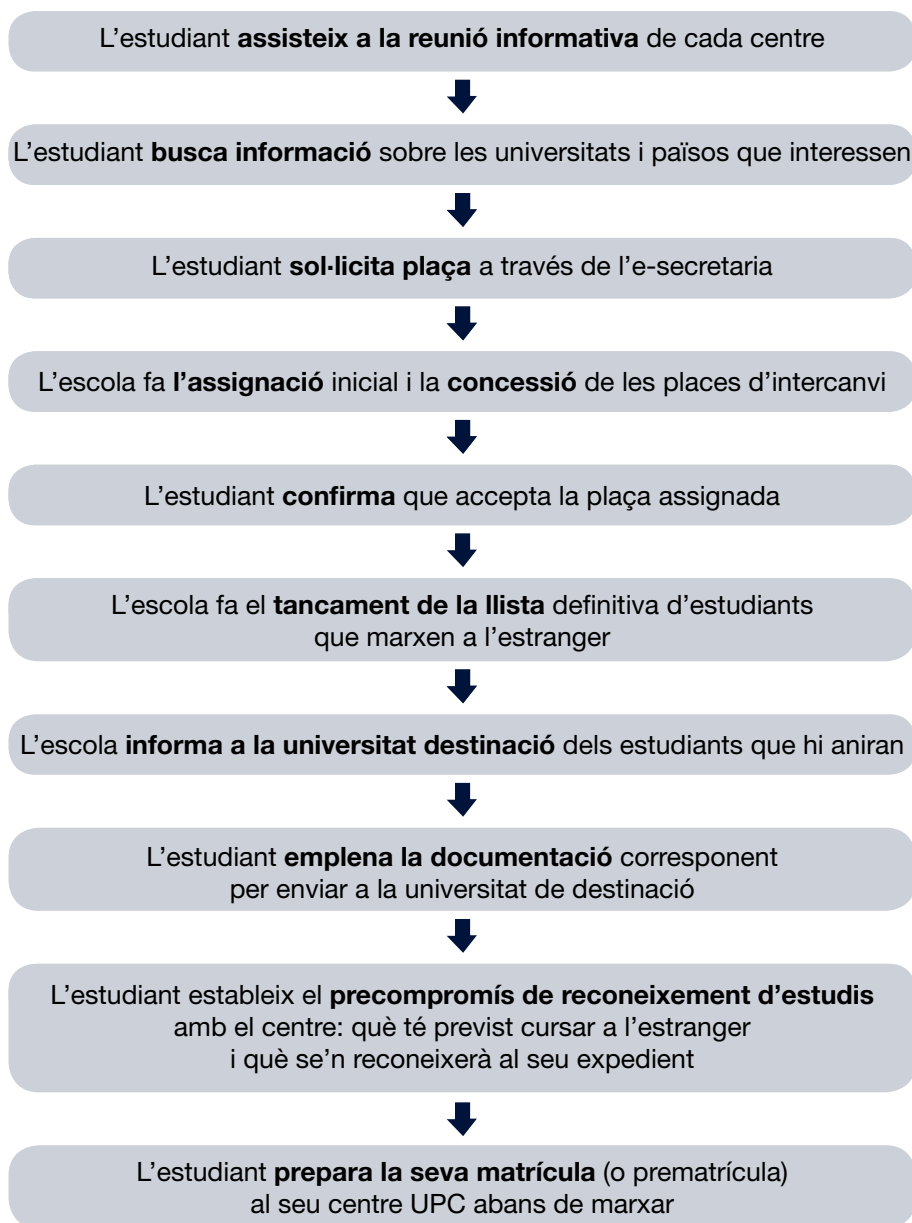 L’estudiant assisteix a la reunió informativa de cada centre
L’estudiant busca informació sobre les universitats i països que interessen
L’estudiant sol·licita plaça a través de l’e-secretaria
L’escola fa l’assignació inicial i la concessió de les places d’intercanvi
L’estudiant confirma que accepta la plaça assignada
L’escola fa el tancament de la llista definitiva d’estudiants
que marxen a l’estranger
L’escola informa a la universitat destinació dels estudiants que hi aniran
L’estudiant emplena la documentació corresponent
per enviar a la universitat de destinació
L’estudiant estableix el precompromís de reconeixement d’estudis
amb el centre: què té previst cursar a l’estranger
i què se’n reconeixerà al seu expedient
L’estudiant prepara la seva matrícula (o prematrícula)
al seu centre UPC abans de marxar